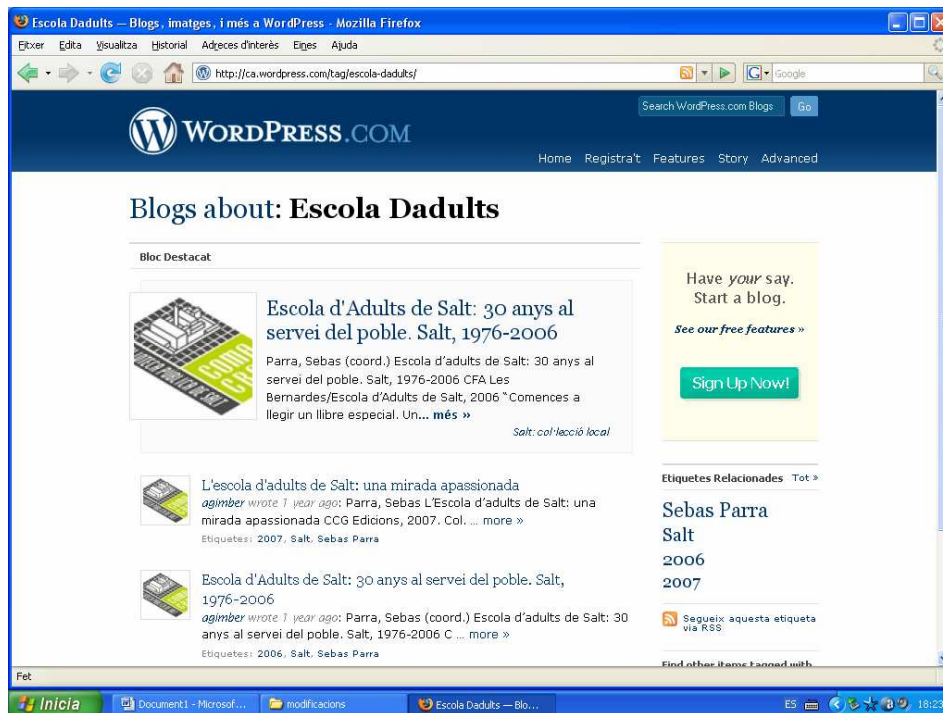 Escola Dadults — Blogs, imatges, i més a WordPress - Mozilla Firefox
Fitxer Edita Visualitza Historial Adreces d'interès Eines Ajuda
http://ca.wordpress.com/tag/escola-dadults/
Google
Search WordPress.com Blogs Go
WORDPRESS.COM
Home Registra't Features Story Advanced
Blogs about: Escola Dadults
Bloc Destacat
Escola d'Adults de Salt: 30 anys al
servei del poble. Salt, 1976-2006
Parra, Sebas (coord.) Escola d'adults de Salt: 30 anys al
servei del poble. Salt, 1976-2006 CFA Les
Bernardes/Escola d'Adults de Salt, 2006 "Comences a
llegir un llibre especial. Un... més »
Salt: col·lecció local
L'escola d'adults de Salt: una mirada apassionada
agimber wrote 1 year ago: Parra, Sebas L'Escola d'adults de Salt: una
mirada apassionada CCG Edicions, 2007. Col. … more »
Etiquetes: 2007, Salt, Sebas Parra
Escola d'Adults de Salt: 30 anys al servei del poble. Salt,
1976-2006
agimber wrote 1 year ago: Parra, Sebas (coord.) Escola d'adults de Salt: 30
anys al servei del poble. Salt, 1976-2006 C … more »
Etiquetes: 2006, Salt, Sebas Parra
Have your say.
Start a blog.
See our free features »
Sign Up Now!
Etiquetes Relacionades Tot »
Sebas Parra
Salt
2006
2007
Segueix aquesta etiqueta
via RSS
Find other items tagged with
Fet
Inicia Document1 - Microsof... modificacions Escola Dadults — Blo... ES 18:23